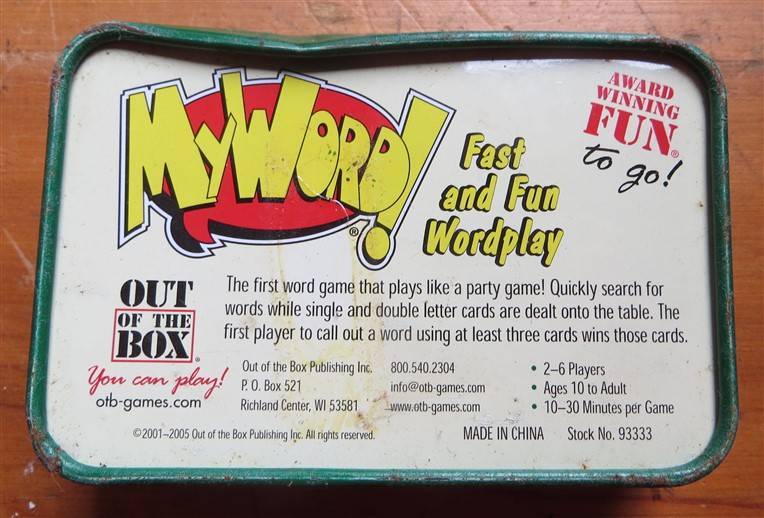 MyWord!®
Fast
and Fun
Wordplay
AWARD
WINNING
FUN®
to go!
OUT
OF THE
BOX®
You can play!
otb-games.com
The first word game that plays like a party game! Quickly search for
words while single and double letter cards are dealt onto the table. The
first player to call out a word using at least three cards wins those cards.
Out of the Box Publishing Inc.
P. O. Box 521
Richland Center, WI 53581
800.540.2304
info@otb-games.com
www.otb-games.com
• 2–6 Players
• Ages 10 to Adult
• 10–30 Minutes per Game
©2001–2005 Out of the Box Publishing Inc. All rights reserved.
MADE IN CHINA Stock No. 93333